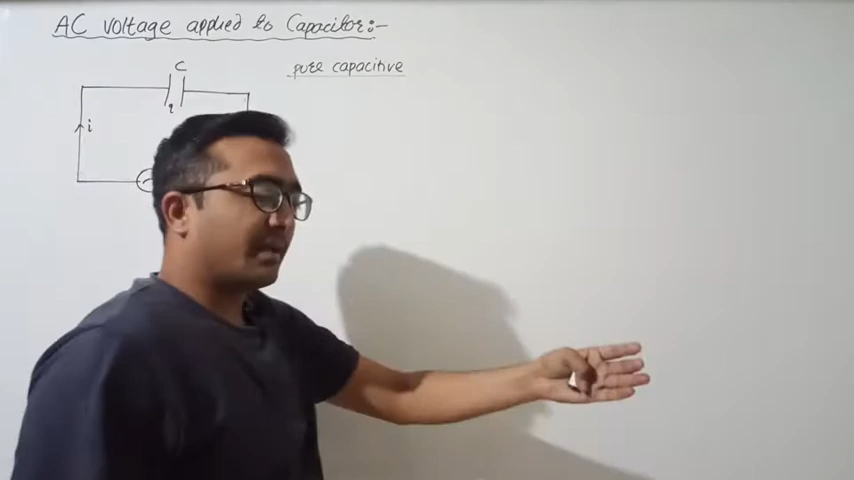 AC voltage applied to Capacitor:-
pure capacitive
C
q
i